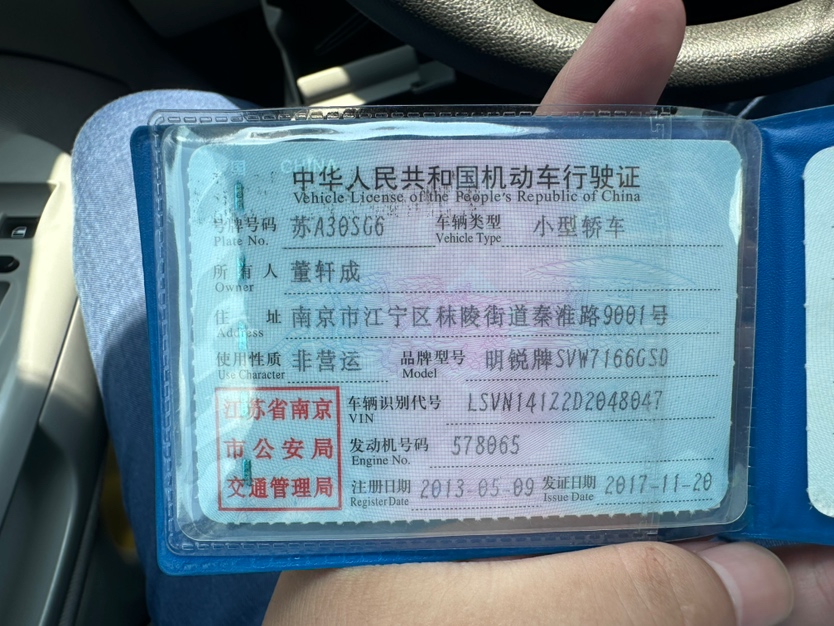 CHINA
中华人民共和国机动车行驶证
Vehicle License of the People's Republic of China
号牌号码 苏A30SG6 车辆类型 小型轿车
Plate No. Vehicle Type
所有人 董轩成
Owner
住址 南京市江宁区秣陵街道秦淮路9001号
Address
使用性质 非营运 品牌型号 明锐牌SVW7166GSD
Use Character Model
江苏省南京
市公安局
交通管理局
车辆识别代号 LSVN141Z2D2048047
VIN
发动机号码 578065
Engine No.
注册日期 2013-05-09 发证日期 2017-11-20
Register Date Issue Date